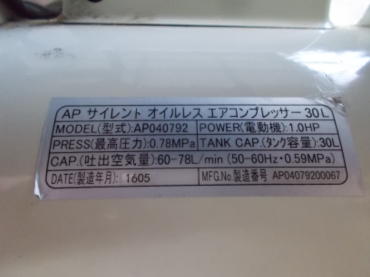 AP サイレント オイルレス エアコンプレッサー 30L
MODEL(型式):AP040792 POWER(電動機):1.0HP
PRESS(最高圧力):0.78MPa TANK CAP.(タンク容量):30L
CAP.(吐出空気量):60-78L/min (50-60Hz・0.59MPa)
DATE(製造年月):1605 MFG.No.製造番号 AP04079200067